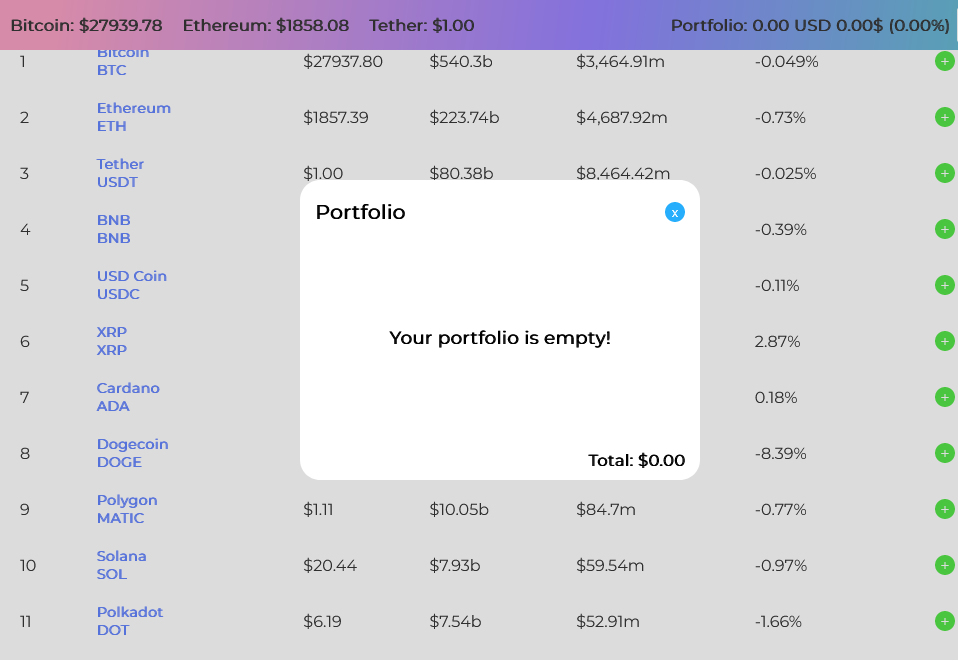 Bitcoin: $27939.78 Ethereum: $1858.08 Tether: $1.00 Portfolio: 0.00 USD 0.00$ (0.00%)
1 Bitcoin $27937.80 $540.3b $3,464.91m -0.049% +
BTC
2 Ethereum $1857.39 $223.74b $4,687.92m -0.73% +
ETH
3 Tether $1.00 $80.38b $8,464.42m -0.025% +
USDT
Portfolio x
4 BNB -0.39% +
BNB
5 USD Coin -0.11% +
USDC
6 XRP Your portfolio is empty! 2.87% +
XRP
7 Cardano 0.18% +
ADA
8 Dogecoin -8.39% +
DOGE Total: $0.00
9 Polygon $1.11 $10.05b $84.7m -0.77% +
MATIC
10 Solana $20.44 $7.93b $59.54m -0.97% +
SOL
11 Polkadot $6.19 $7.54b $52.91m -1.66% +
DOT